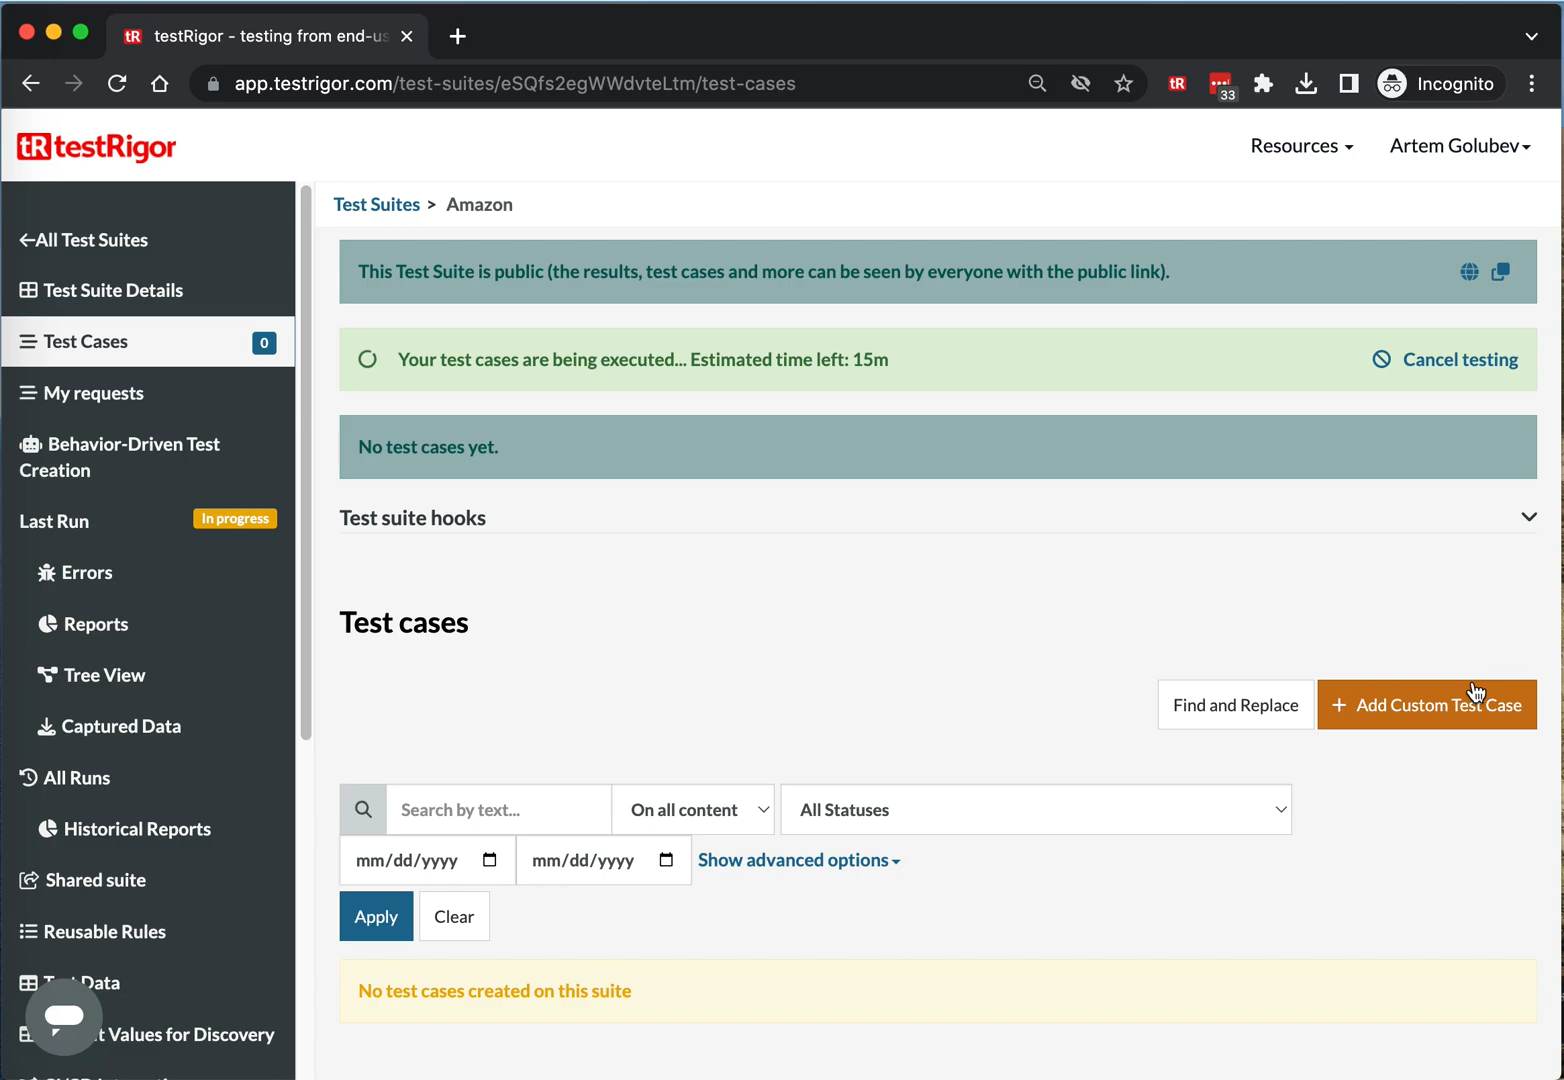 testRigor - testing from end-us
app.testrigor.com/test-suites/eSQfs2egWWdvteLtm/test-cases
tR
33
Incognito
tR testRigor
Resources
Artem Golubev
All Test Suites
Test Suite Details
Test Cases
0
My requests
Behavior-Driven Test
Creation
Last Run
In progress
Errors
Reports
Tree View
Captured Data
All Runs
Historical Reports
Shared suite
Reusable Rules
Data
Values for Discovery
Test Suites > Amazon
This Test Suite is public (the results, test cases and more can be seen by everyone with the public link).
Your test cases are being executed... Estimated time left: 15m
Cancel testing
No test cases yet.
Test suite hooks
Test cases
Find and Replace
+ Add Custom Test Case
Search by text...
On all content
All Statuses
mm/dd/yyyy
mm/dd/yyyy
Show advanced options
Apply
Clear
No test cases created on this suite